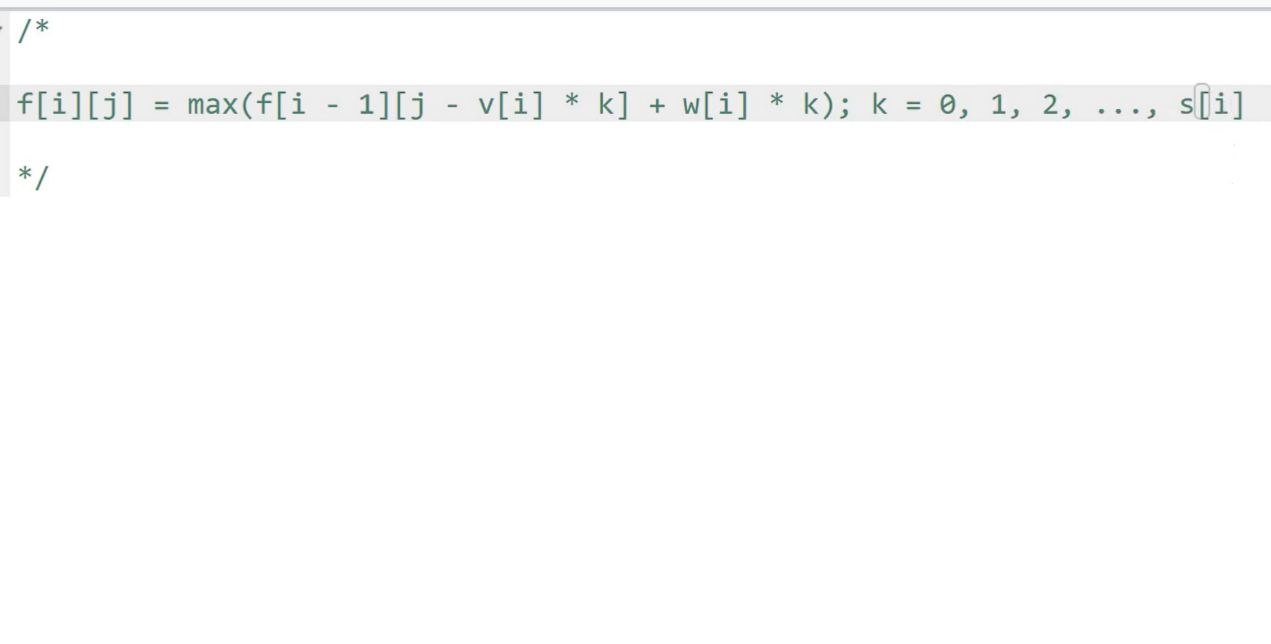 /*
f[i][j] = max(f[i - 1][j - v[i] * k] + w[i] * k); k = 0, 1, 2, ..., s[i]
*/